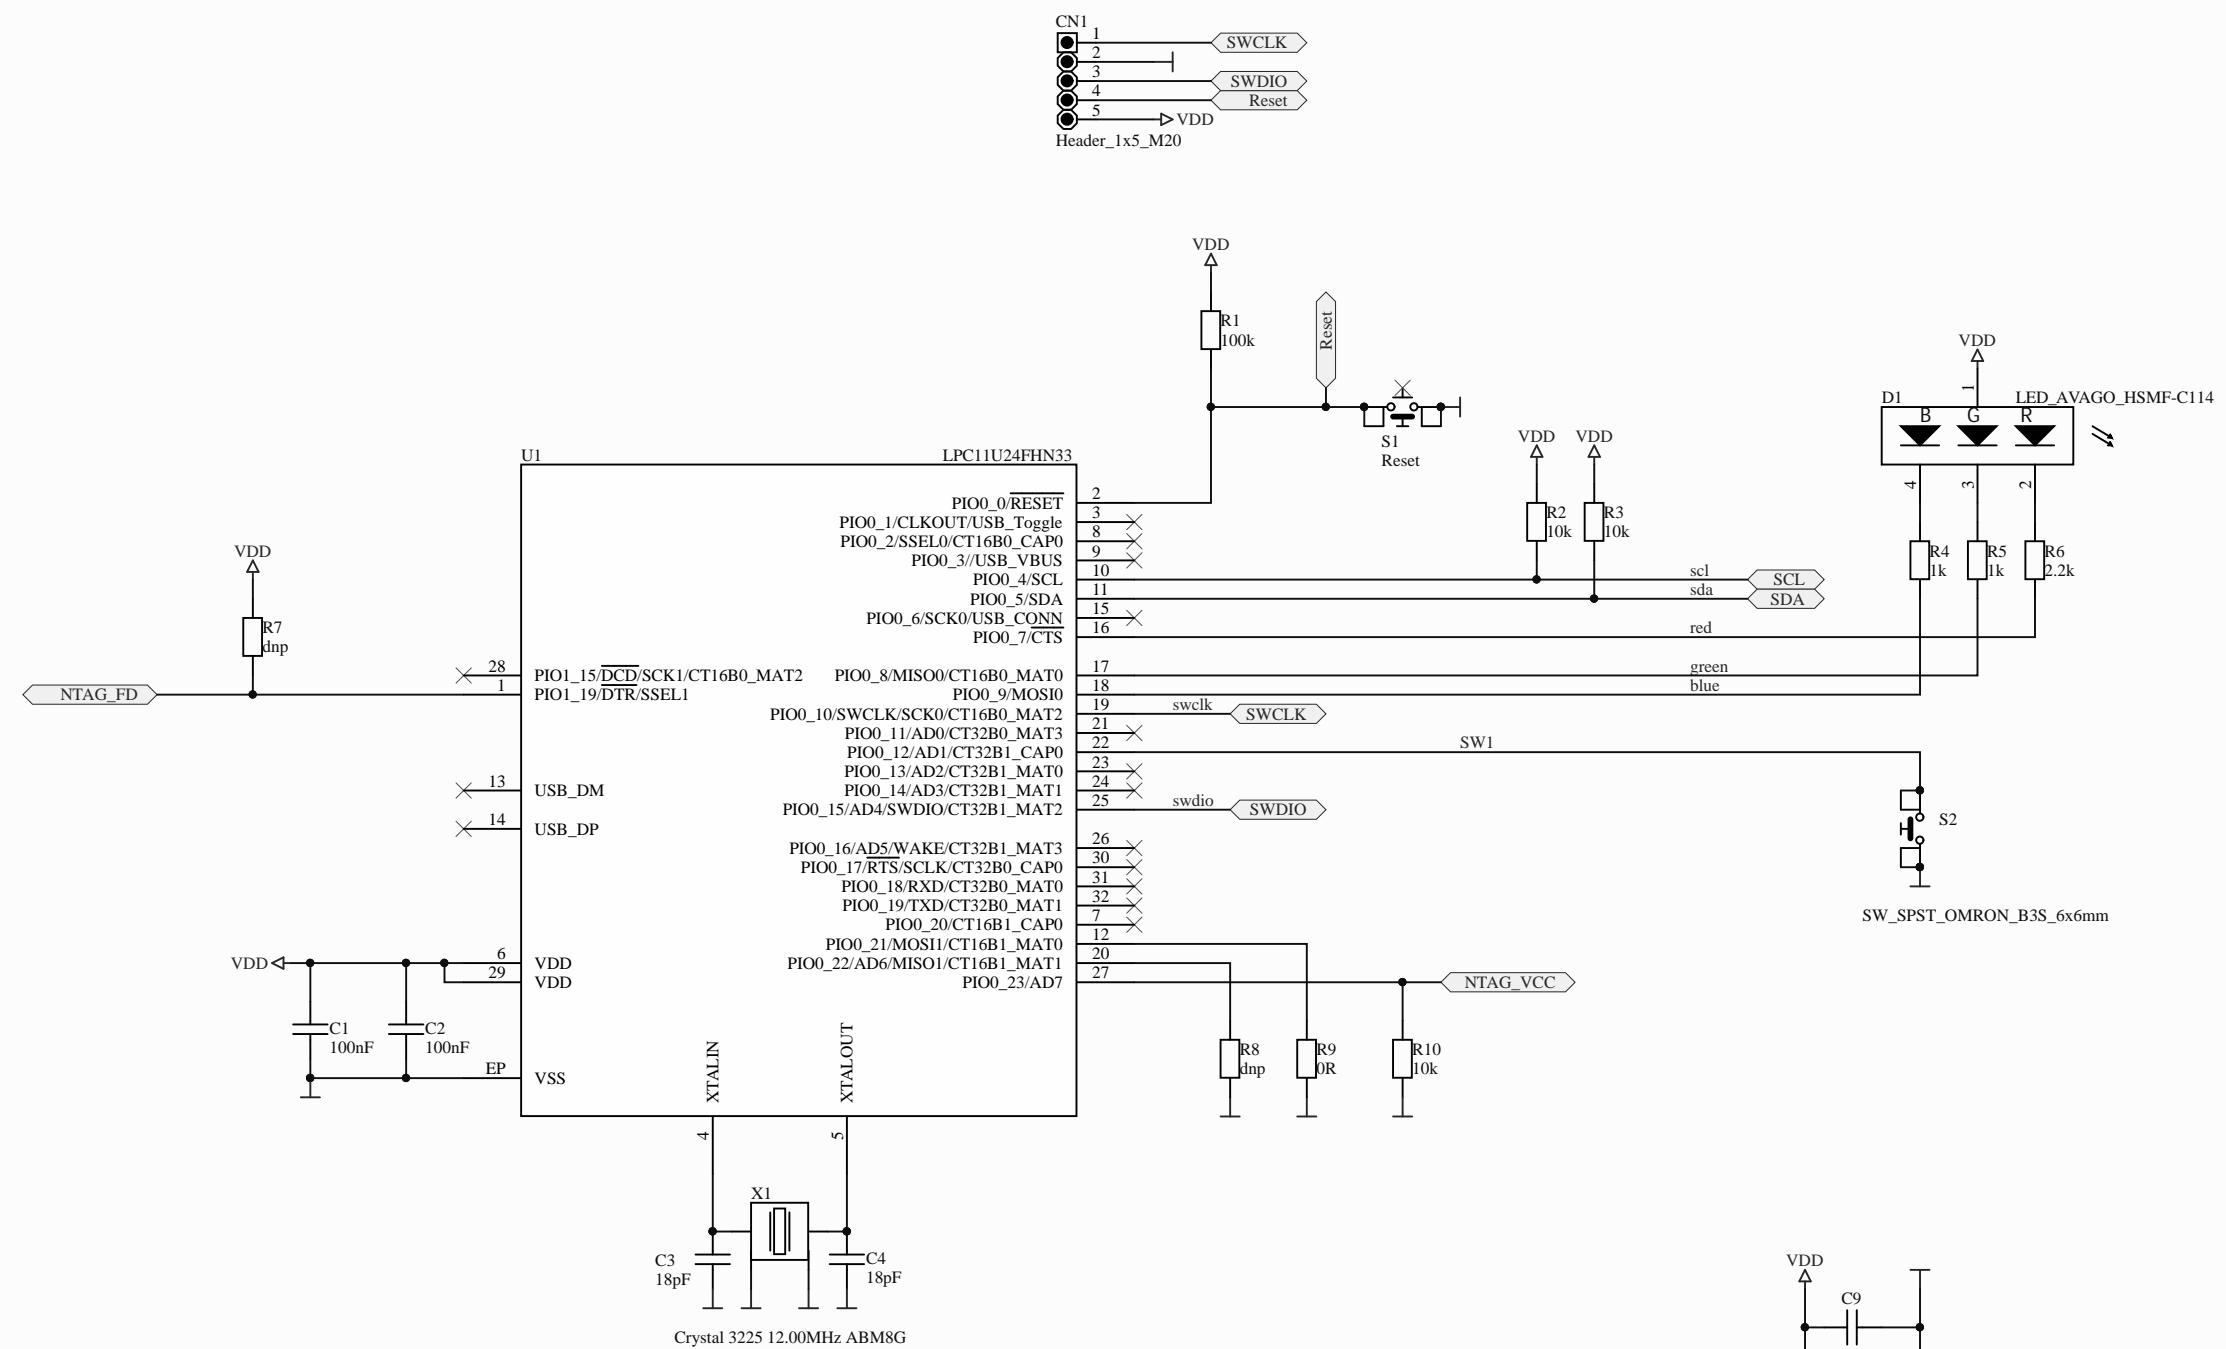 CN1
1
SWCLK
2
3
SWDIO
4
Reset
5
VDD
Header_1x5_M20
VDD
R1
100k
Reset
S1
Reset
VDD
1
D1
LED_AVAGO_HSMF-C114
B G R
4
3
2
R4
1k
R5
1k
R6
2.2k
VDD
VDD
R2
10k
R3
10k
U1
LPC11U24FHN33
PIO0_0/RESET
2
PIO0_1/CLKOUT/USB_Toggle
3
PIO0_2/SSEL0/CT16B0_CAP0
8
PIO0_3//USB_VBUS
9
PIO0_4/SCL
10
scl
SCL
PIO0_5/SDA
11
sda
SDA
PIO0_6/SCK0/USB_CONN
15
PIO0_7/CTS
16
red
VDD
R7
dnp
NTAG_FD
28
PIO1_15/DCD/SCK1/CT16B0_MAT2
1
PIO1_19/DTR/SSEL1
PIO0_8/MISO0/CT16B0_MAT0
17
green
PIO0_9/MOSI0
18
blue
PIO0_10/SWCLK/SCK0/CT16B0_MAT2
19
swclk
SWCLK
PIO0_11/AD0/CT32B0_MAT3
21
PIO0_12/AD1/CT32B1_CAP0
22
SW1
PIO0_13/AD2/CT32B1_MAT0
23
PIO0_14/AD3/CT32B1_MAT1
24
PIO0_15/AD4/SWDIO/CT32B1_MAT2
25
swdio
SWDIO
13
USB_DM
14
USB_DP
S2
SW_SPST_OMRON_B3S_6x6mm
PIO0_16/AD5/WAKE/CT32B1_MAT3
26
PIO0_17/RTS/SCLK/CT32B0_CAP0
30
PIO0_18/RXD/CT32B0_MAT0
31
PIO0_19/TXD/CT32B0_MAT1
32
PIO0_20/CT16B1_CAP0
7
PIO0_21/MOSI1/CT16B1_MAT0
12
PIO0_22/AD6/MISO1/CT16B1_MAT1
20
PIO0_23/AD7
27
NTAG_VCC
VDD
6
VDD
29
VDD
C1
100nF
C2
100nF
EP
VSS
R8
dnp
R9
0R
R10
10k
XTALIN
XTALOUT
4
5
X1
C3
18pF
C4
18pF
Crystal 3225 12.00MHz ABM8G
VDD
C9